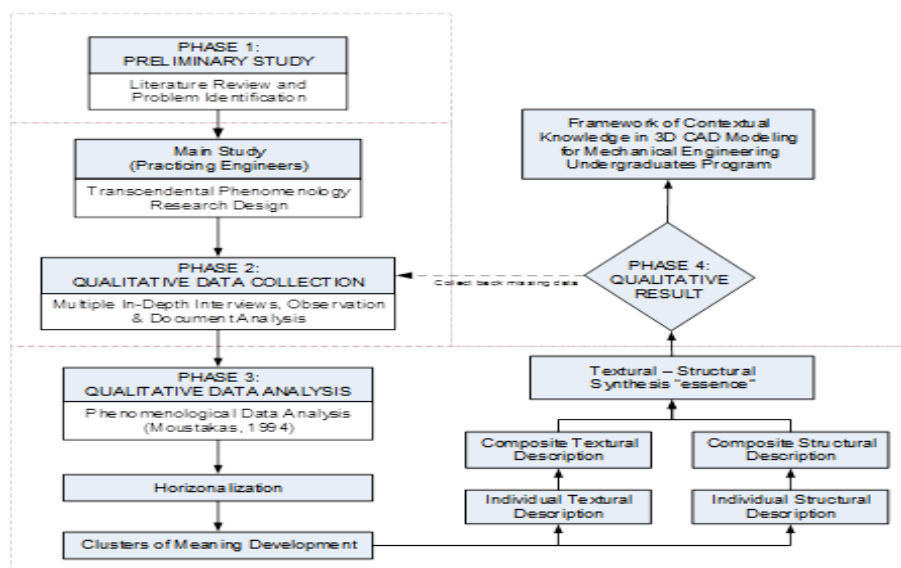 PHASE 1:
PRELIMINARY STUDY
Literature Review and
Problem Identification
Main Study
(Practicing Engineers)
Transcendental Phenomenology
Research Design
PHASE 2:
QUALITATIVE DATA COLLECTION
Multiple In-Depth Interviews, Observation
& Document Analysis
PHASE 3:
QUALITATIVE DATA ANALYSIS
Phenomenological Data Analysis
(Moustakas, 1994)
Horizonalization
Clusters of Meaning Development
Individual Textural
Description
Individual Structural
Description
Composite Textural
Description
Composite Structural
Description
Textural – Structural
Synthesis "essence"
PHASE 4:
QUALITATIVE
RESULT
Collect back missing data
Framework of Contextual
Knowledge in 3D CAD Modeling
for Mechanical Engineering
Undergraduates Program